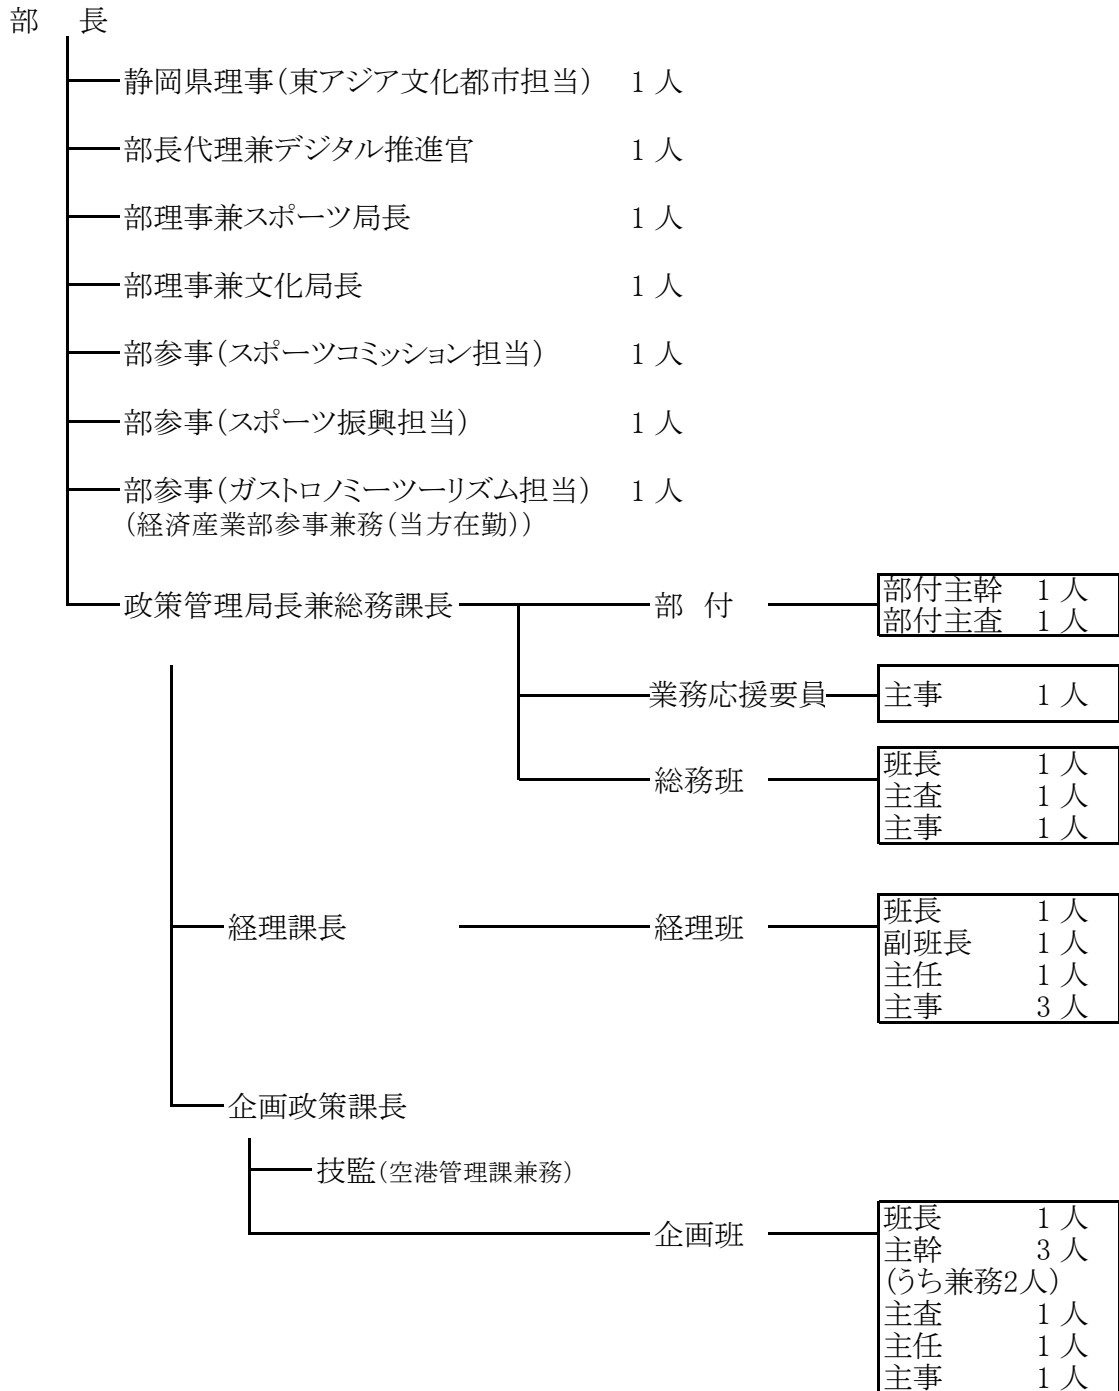 部　長
静岡県理事（東アジア文化都市担当）　1 人
部長代理兼デジタル推進官　1 人
部理事兼スポーツ局長　1 人
部理事兼文化局長　1 人
部参事（スポーツコミッション担当）　1 人
部参事（スポーツ振興担当）　1 人
部参事（ガストロノミーツーリズム担当）　1 人
（経済産業部参事兼務（当方在勤））
政策管理局長兼総務課長
部　付
部付主幹　1 人
部付主査　1 人
業務応援要員
主事　1 人
総務班
班長　1 人
主査　1 人
主事　1 人
経理課長
経理班
班長　1 人
副班長　1 人
主任　1 人
主事　3 人
企画政策課長
技監（空港管理課兼務）
企画班
班長　1 人
主幹　3 人
(うち兼務2人)
主査　1 人
主任　1 人
主事　1 人